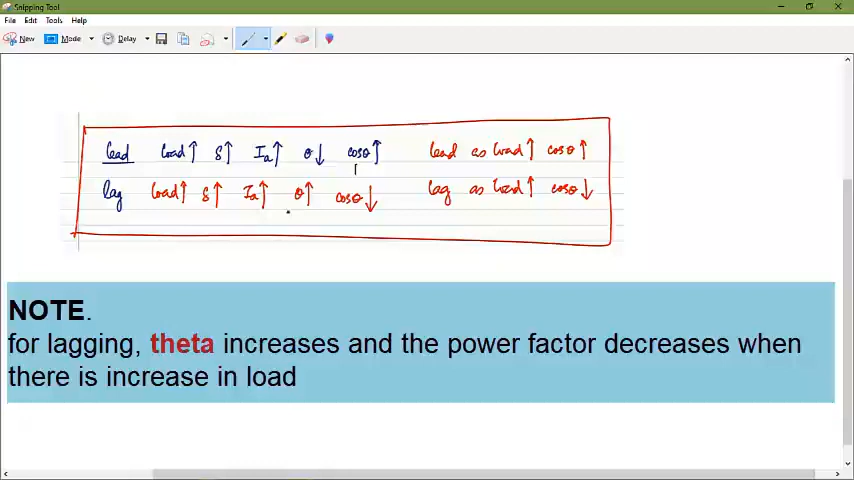 Snipping Tool
File Edit Tools Help
New Mode Delay
lead load↑ δ↑ Ia↑ θ↓ cosθ↑ lead as load↑ cosθ↑
lag load↑ δ↑ Ia↑ θ↑ cosθ↓ lag as load↑ cosθ↓
NOTE.
for lagging, theta increases and the power factor decreases when
there is increase in load